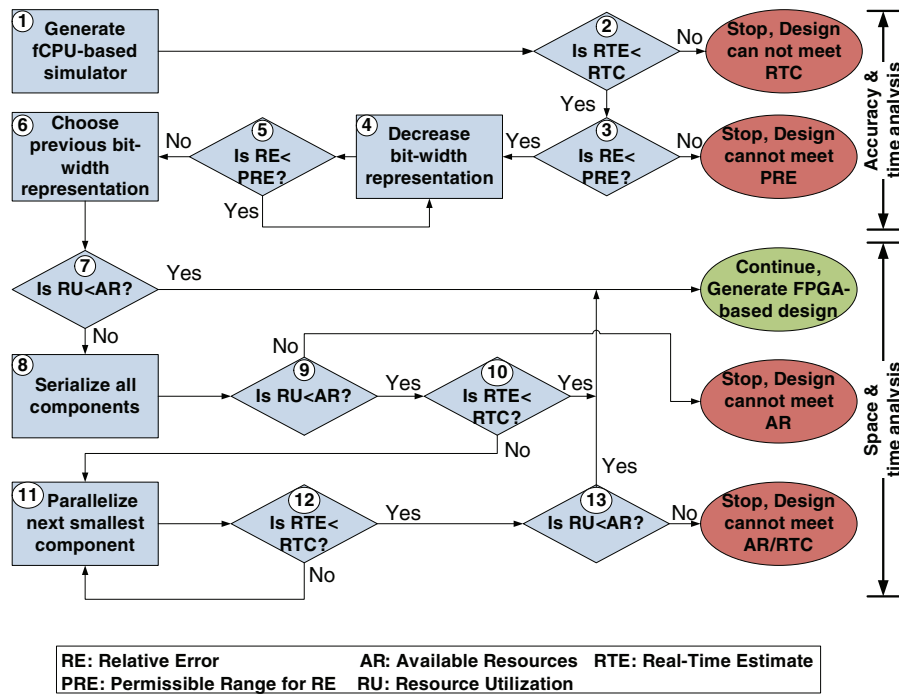 1
Generate
fCPU-based
simulator
2
Is RTE<
RTC
No
Stop, Design
can not meet
RTC
Yes
6
Choose
previous bit-
width
representation
No
5
Is RE<
PRE?
Yes
4
Decrease
bit-width
representation
Yes
3
Is RE<
PRE?
No
Stop, Design
cannot meet
PRE
Accuracy &
time analysis
7
Is RU<AR?
Yes
Continue,
Generate FPGA-
based design
No
8
Serialize all
components
9
Is RU<AR?
No
Yes
10
Is RTE<
RTC?
Yes
No
Stop, Design
cannot meet
AR
11
Parallelize
next smallest
component
12
Is RTE<
RTC?
Yes
No
13
Is RU<AR?
Yes
No
Stop, Design
cannot meet
AR/RTC
Space &
time analysis
RE: Relative Error AR: Available Resources RTE: Real-Time Estimate
PRE: Permissible Range for RE RU: Resource Utilization